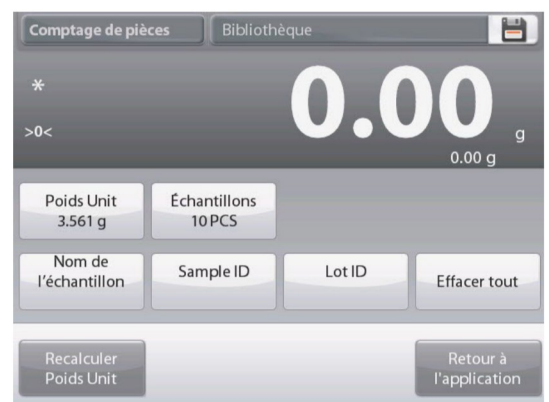 Comptage de pièces Bibliothèque
*
0.00 g
>0<
0.00 g
Poids Unit
3.561 g
Échantillons
10 PCS
Nom de
l'échantillon
Sample ID
Lot ID
Effacer tout
Recalculer
Poids Unit
Retour à
l'application